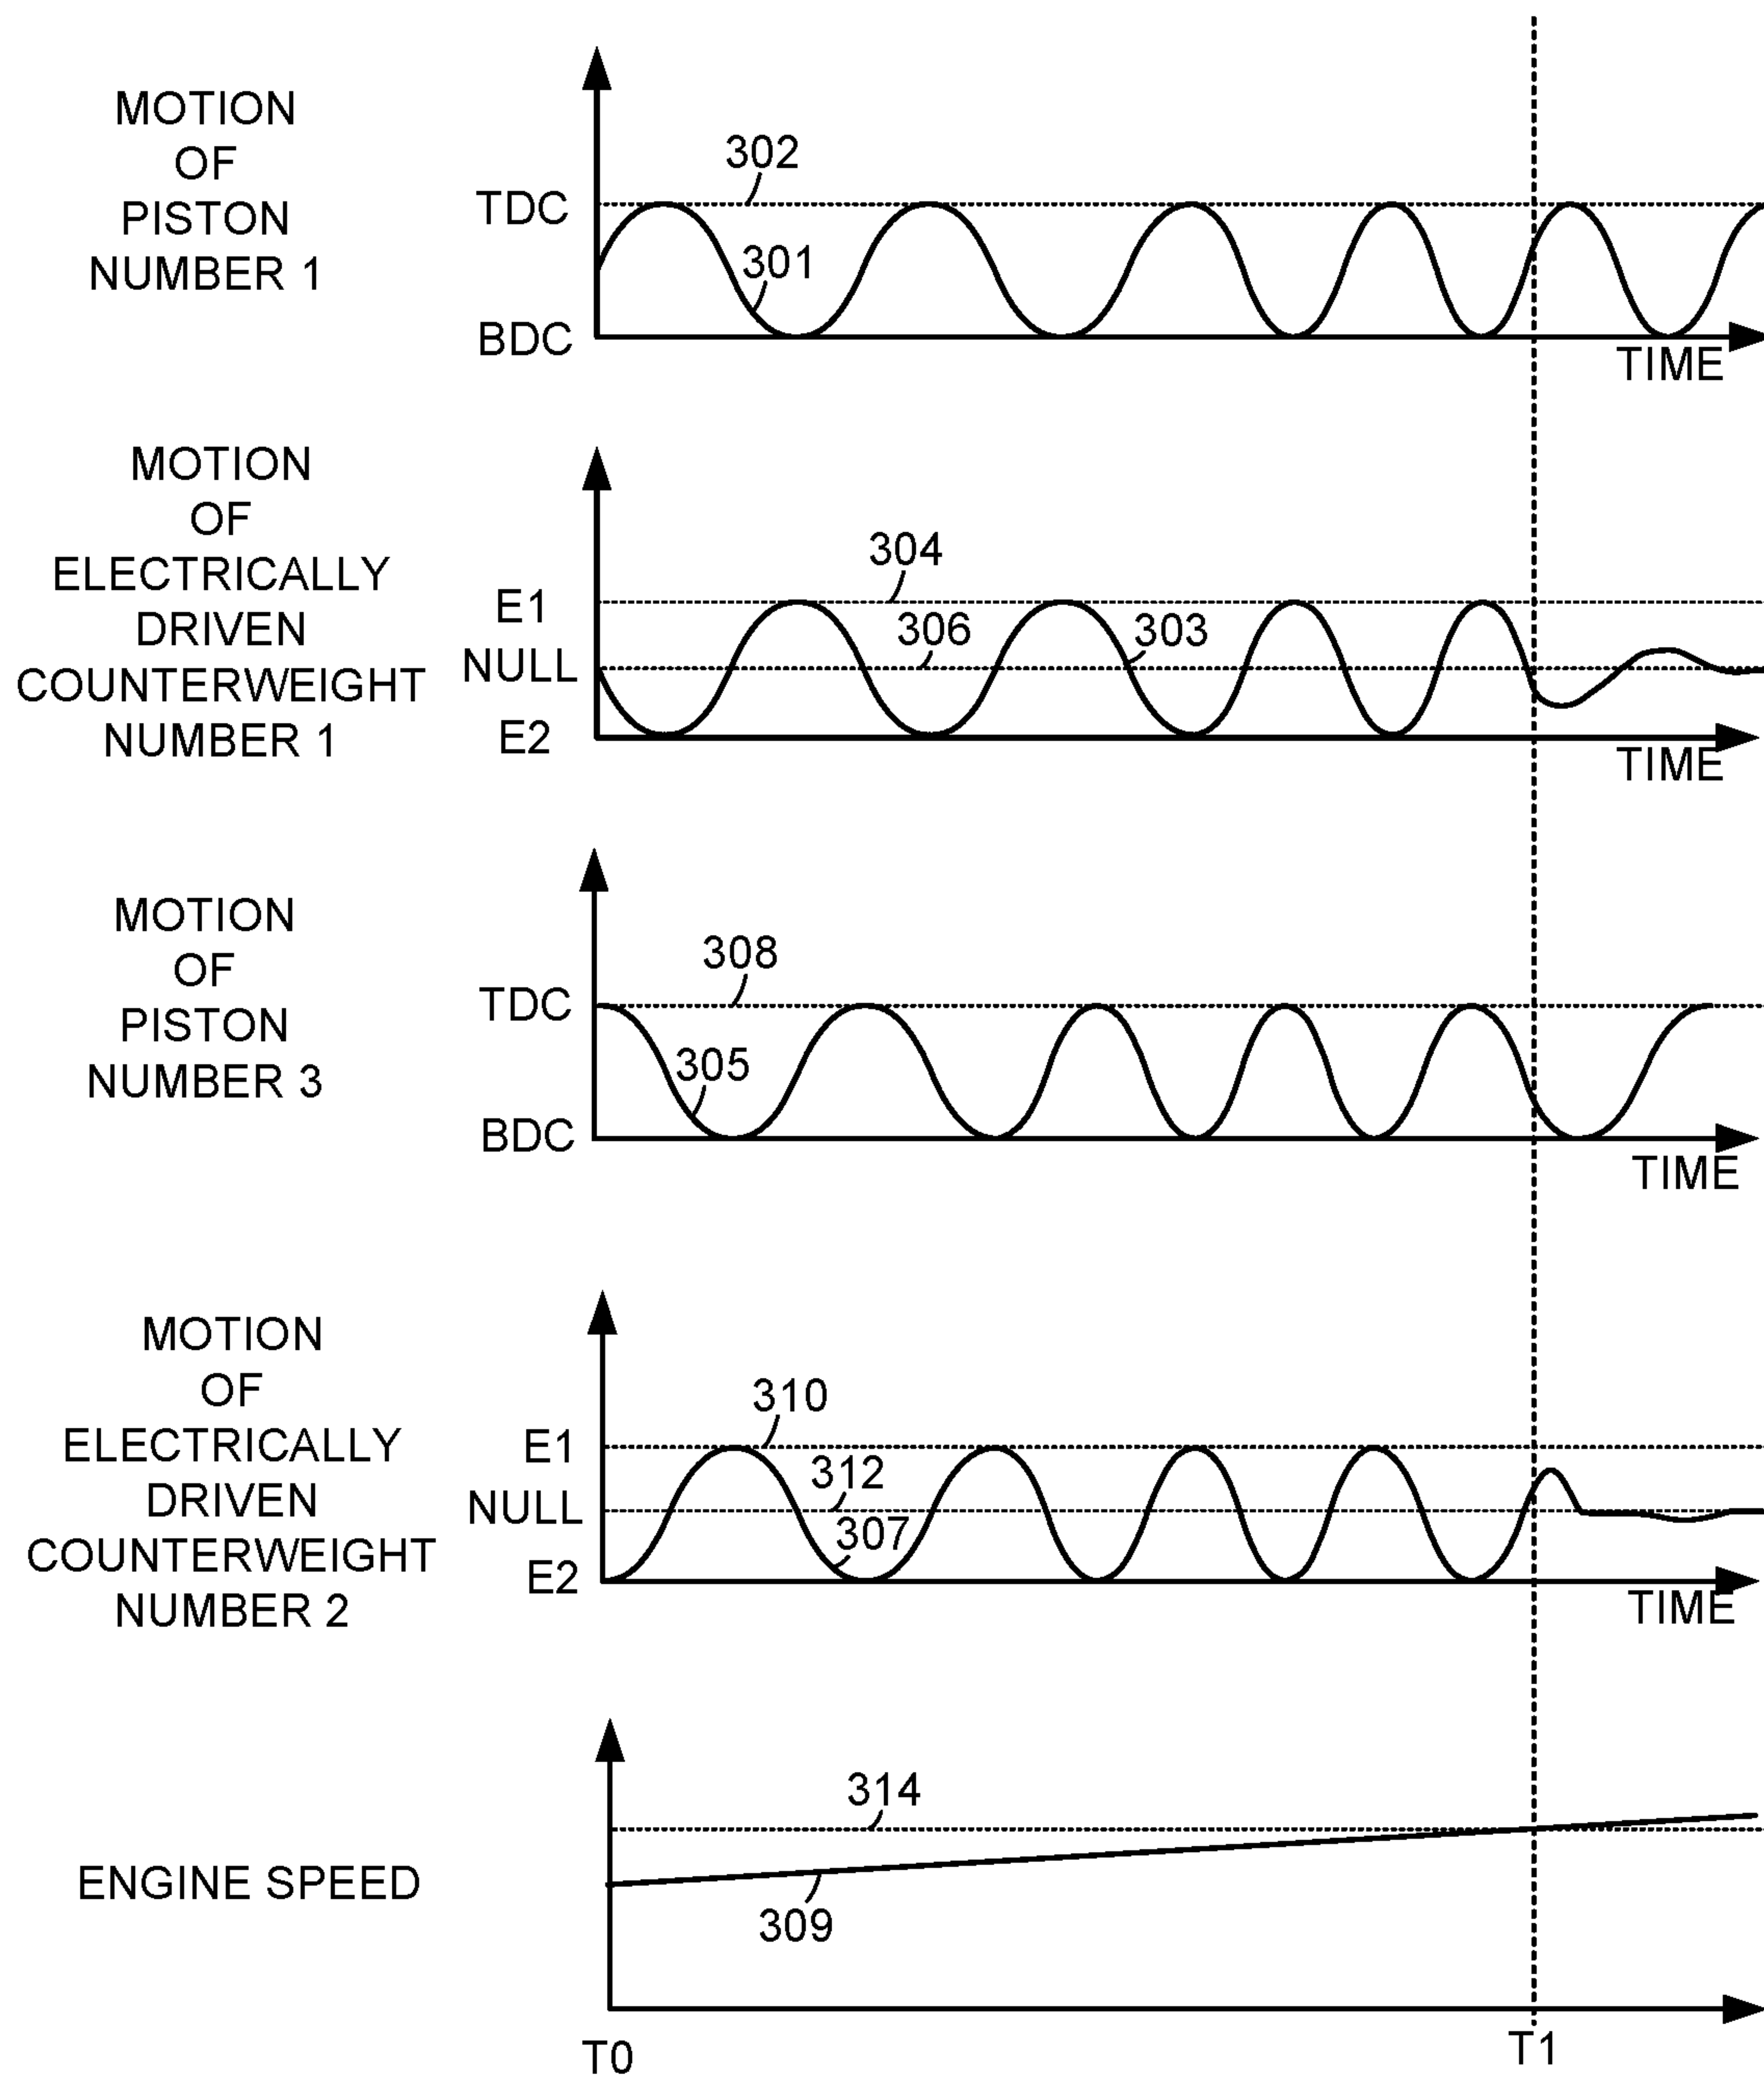 MOTION
OF
PISTON
NUMBER 1
302
TDC
301
BDC
TIME
MOTION
OF
ELECTRICALLY
DRIVEN
COUNTERWEIGHT
NUMBER 1
304
E1
306
303
NULL
E2
TIME
MOTION
OF
PISTON
NUMBER 3
308
TDC
305
BDC
TIME
MOTION
OF
ELECTRICALLY
DRIVEN
COUNTERWEIGHT
NUMBER 2
310
E1
312
NULL
307
E2
TIME
314
ENGINE SPEED
309
T0
T1